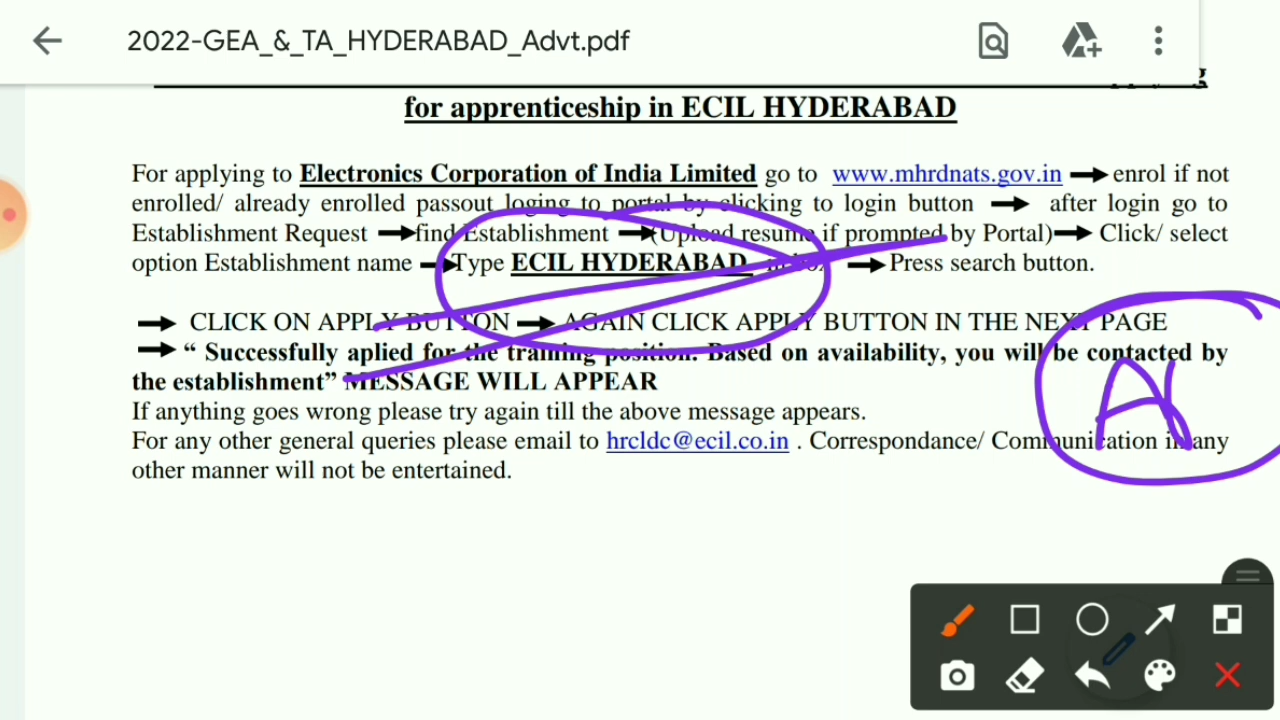 2022-GEA_&_TA_HYDERABAD_Advt.pdf
for apprenticeship in ECIL HYDERABAD
For applying to Electronics Corporation of India Limited go to www.mhrdnats.gov.in → enrol if not
enrolled/ already enrolled passout loging to portal by clicking to login button → after login go to
Establishment Request →find Establishment →(Upload resume if prompted by Portal)→ Click/ select
option Establishment name →Type ECIL HYDERABAD in box → Press search button.
→ CLICK ON APPLY BUTTON → AGAIN CLICK APPLY BUTTON IN THE NEXT PAGE
→ “ Successfully aplied for the training position. Based on availability, you will be contacted by
the establishment” MESSAGE WILL APPEAR
If anything goes wrong please try again till the above message appears.
For any other general queries please email to hrcldc@ecil.co.in . Correspondance/ Communication in any
other manner will not be entertained.